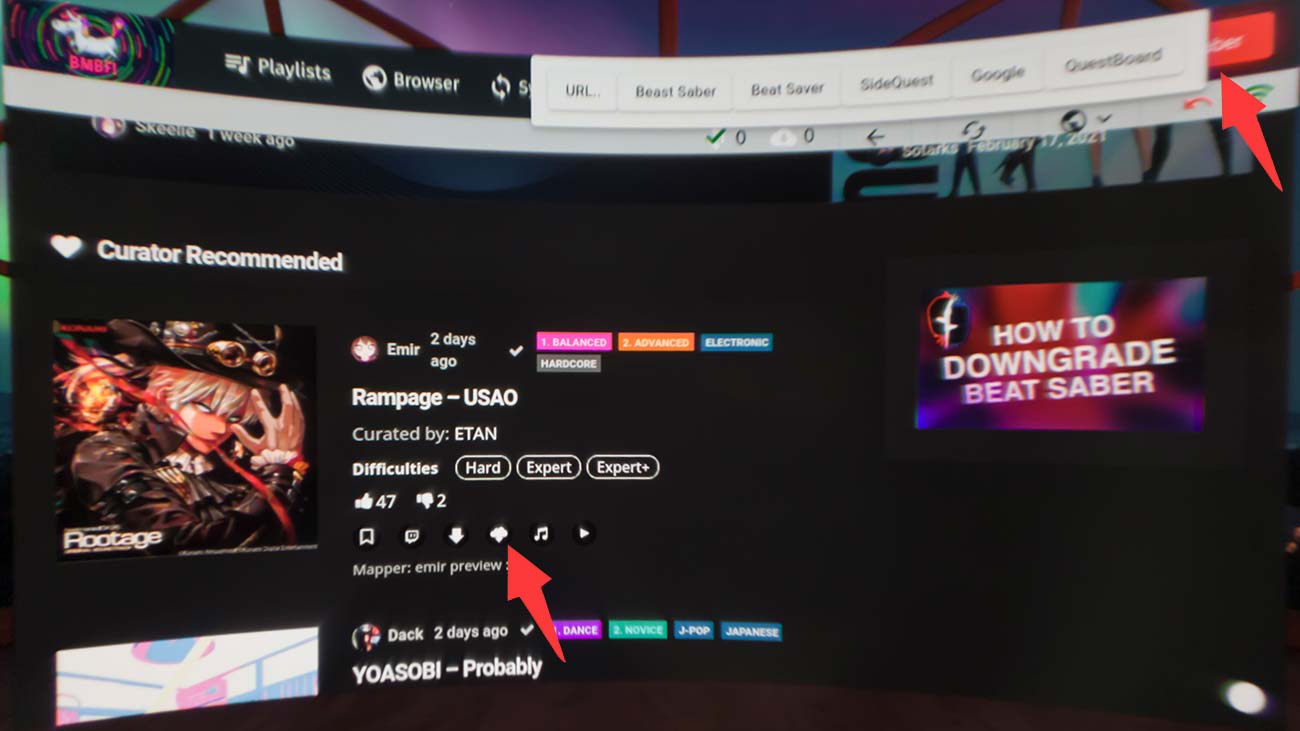 BMBF!
Playlists
Browser
URL..
Beast Saber
Beat Saver
SideQuest
Google
QuestBoard
Skeelie 1 week ago
0
0
Solarks February 17, 2021
Curator Recommended
KONAMI
Rootage
Emir 2 days ago
1. BALANCED
2. ADVANCED
ELECTRONIC
HARDCORE
Rampage – USAO
Curated by: ETAN
Difficulties Hard Expert Expert+
47 2
Mapper: emir preview :
HOW TO
DOWNGRADE
BEAT SABER
Dack 2 days ago
1. DANCE
2. NOVICE
J-POP
JAPANESE
YOASOBI – Probably